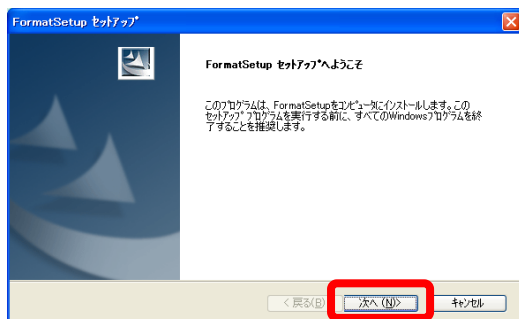 FormatSetup ｾｯﾄｱｯﾌﾟ
FormatSetup ｾｯﾄｱｯﾌﾟへようこそ
このﾌﾟﾛｸﾞﾗﾑは、FormatSetupをｺﾝﾋﾟｭｰﾀにｲﾝｽﾄｰﾙします。この
ｾｯﾄｱｯﾌﾟ ﾌﾟﾛｸﾞﾗﾑを実行する前に、すべてのWindowsﾌﾟﾛｸﾞﾗﾑを終
了することを推奨します。
< 戻る(B) 次へ (N)> ｷｬﾝｾﾙ